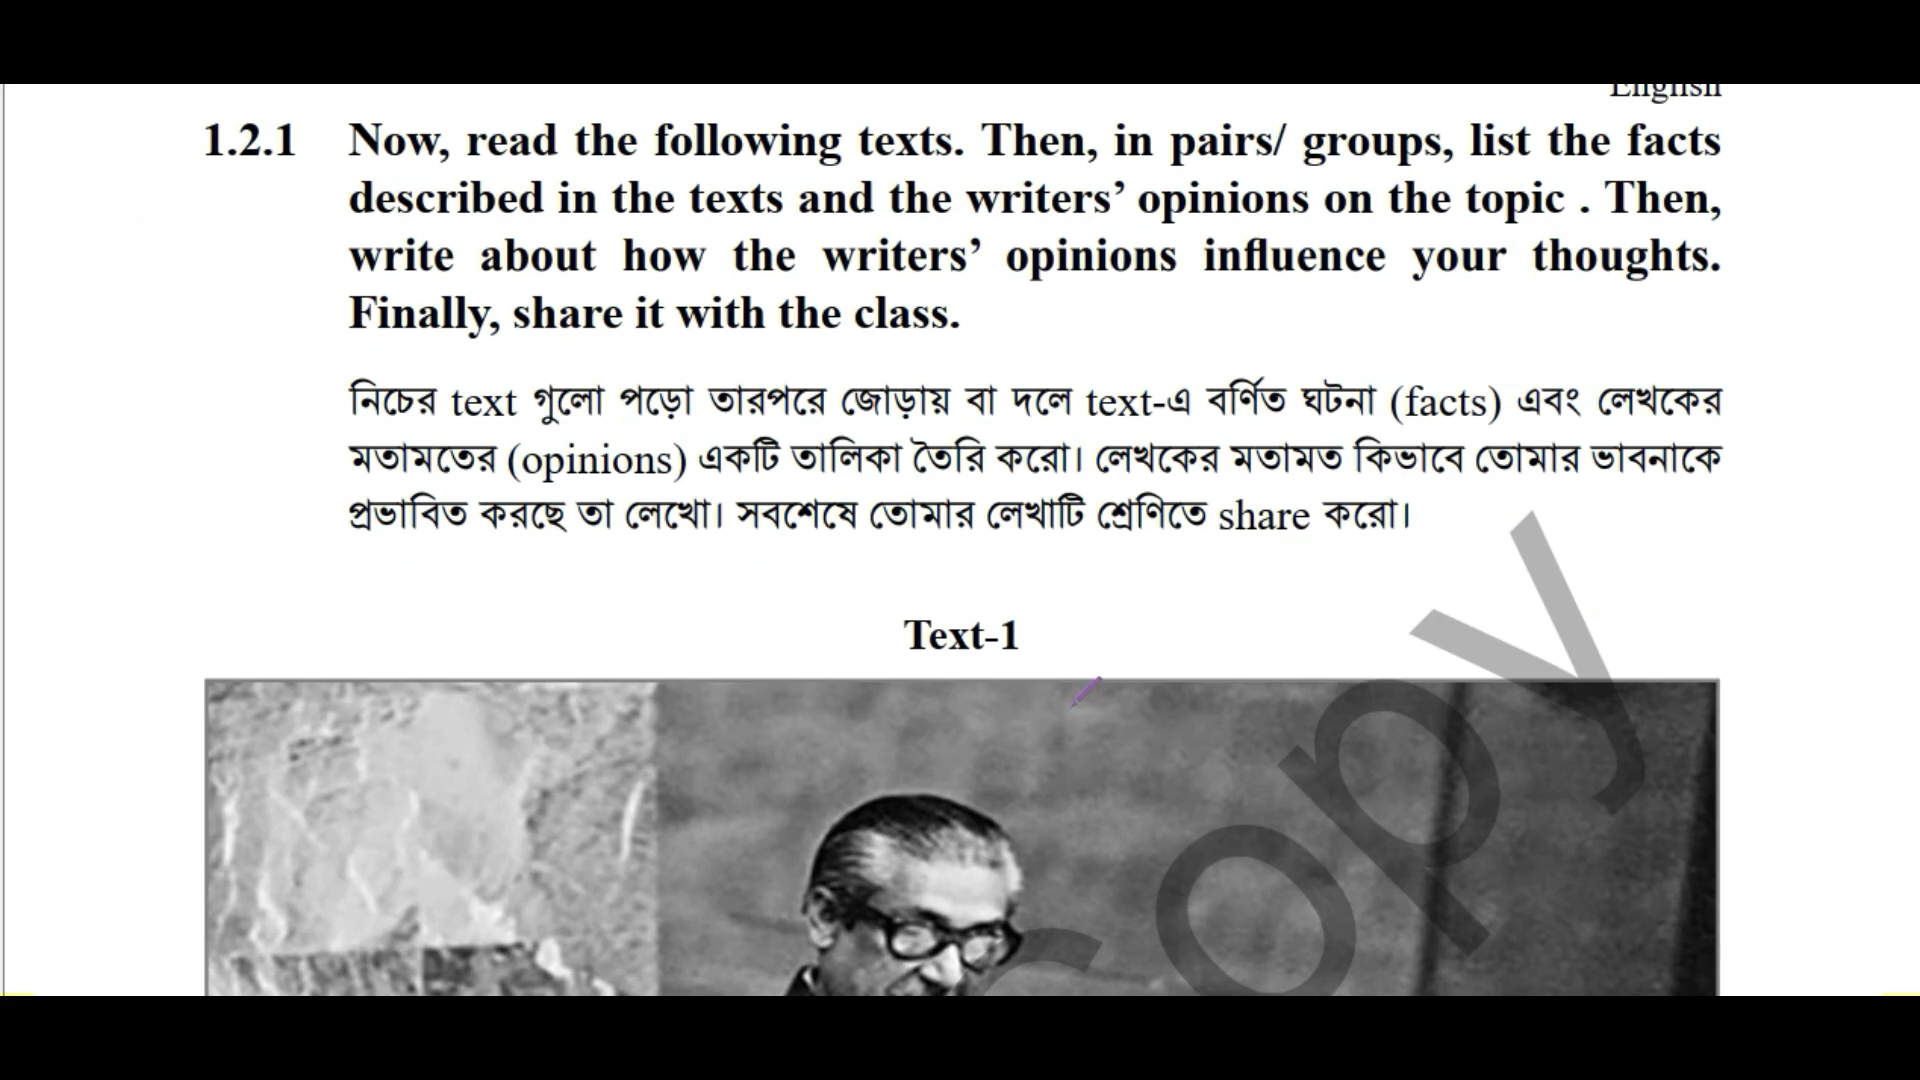 English
1.2.1 Now, read the following texts. Then, in pairs/ groups, list the facts
described in the texts and the writers’ opinions on the topic . Then,
write about how the writers’ opinions influence your thoughts.
Finally, share it with the class.
নিচের text গুলো পড়ো তারপরে জোড়ায় বা দলে text-এ বর্ণিত ঘটনা (facts) এবং লেখকের
মতামতের (opinions) একটি তালিকা তৈরি করো। লেখকের মতামত কিভাবে তোমার ভাবনাকে
প্রভাবিত করছে তা লেখো। সবশেষে তোমার লেখাটি শ্রেণিতে share করো।
Text-1
copy